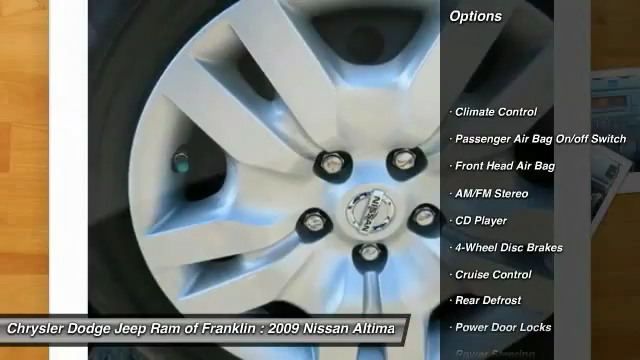 Options
· Climate Control
· Passenger Air Bag On/off Switch
· Front Head Air Bag
· AM/FM Stereo
· CD Player
· 4-Wheel Disc Brakes
· Cruise Control
· Rear Defrost
· Power Door Locks
· Power Steering
NISSAN
Chrysler Dodge Jeep Ram of Franklin : 2009 Nissan Altima